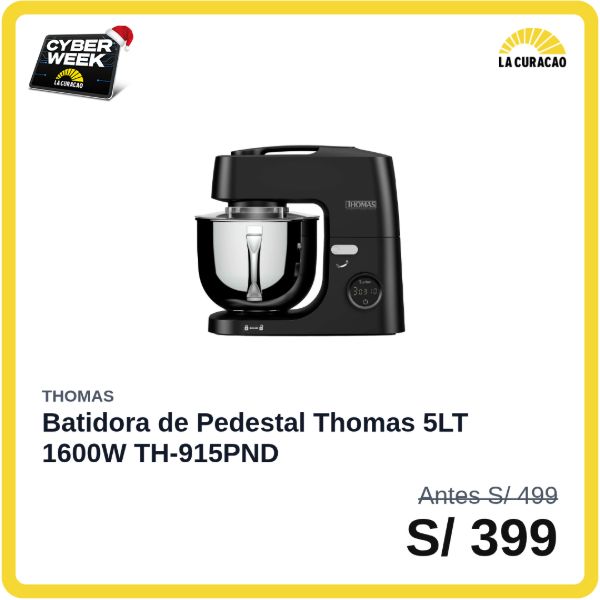 CYBER
WEEK
LA CURACAO
LA CURACAO
THOMAS
THOMAS
Batidora de Pedestal Thomas 5LT
1600W TH-915PND
Antes S/ 499
S/ 399